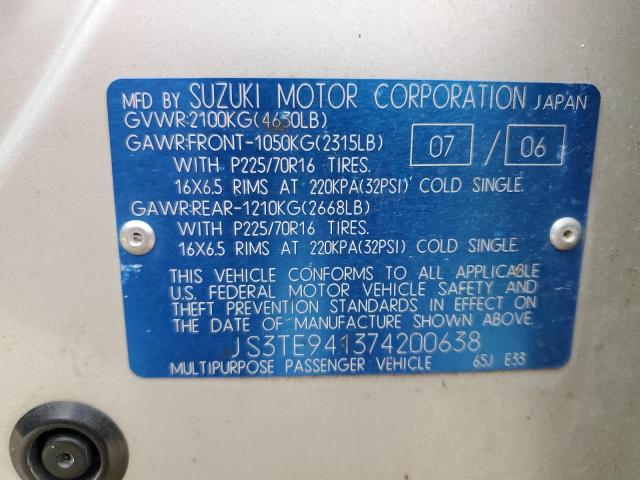 MFD BY SUZUKI MOTOR CORPORATION JAPAN
GVWR:2100KG(4630LB)
GAWR:FRONT-1050KG(2315LB) 07 / 06
WITH P225/70R16 TIRES.
16X6.5 RIMS AT 220KPA(32PSI) COLD SINGLE.
GAWR:REAR-1210KG(2668LB)
WITH P225/70R16 TIRES.
16X6.5 RIMS AT 220KPA(32PSI) COLD SINGLE.
THIS VEHICLE CONFORMS TO ALL APPLICABLE
U.S. FEDERAL MOTOR VEHICLE SAFETY AND
THEFT PREVENTION STANDARDS IN EFFECT ON
THE DATE OF MANUFACTURE SHOWN ABOVE.
JS3TE941374200638
MULTIPURPOSE PASSENGER VEHICLE 65J E33